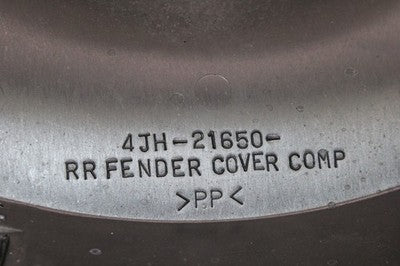 4JH-21650-
RR FENDER COVER COMP
>PP<